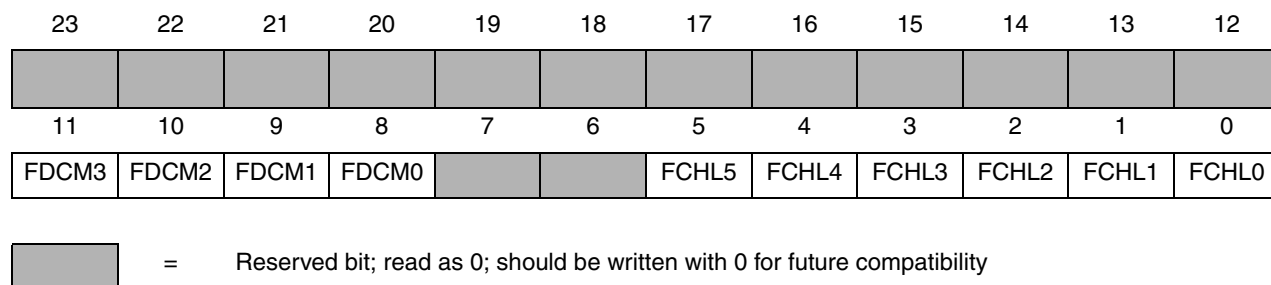 23 22 21 20 19 18 17 16 15 14 13 12
11 10 9 8 7 6 5 4 3 2 1 0
FDCM3 FDCM2 FDCM1 FDCM0 FCHL5 FCHL4 FCHL3 FCHL2 FCHL1 FCHL0
= Reserved bit; read as 0; should be written with 0 for future compatibility